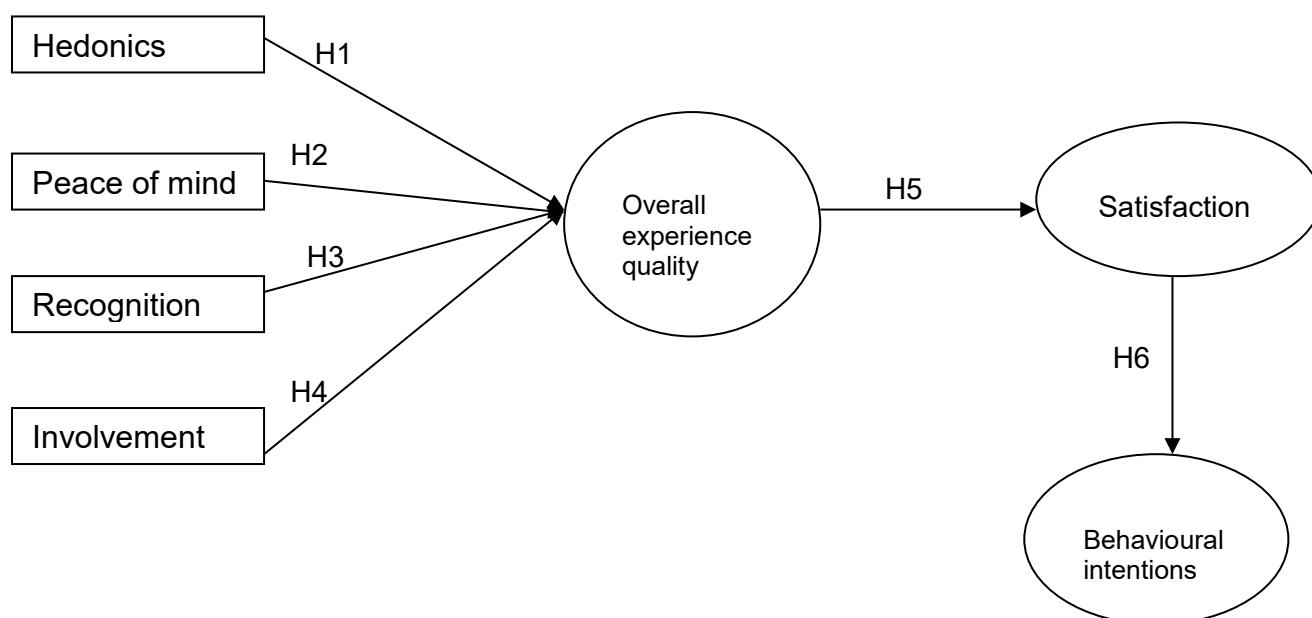 Hedonics
H1
Peace of mind
H2
Recognition
H3
Involvement
H4
Overall
experience
quality
H5
Satisfaction
H6
Behavioural
intentions